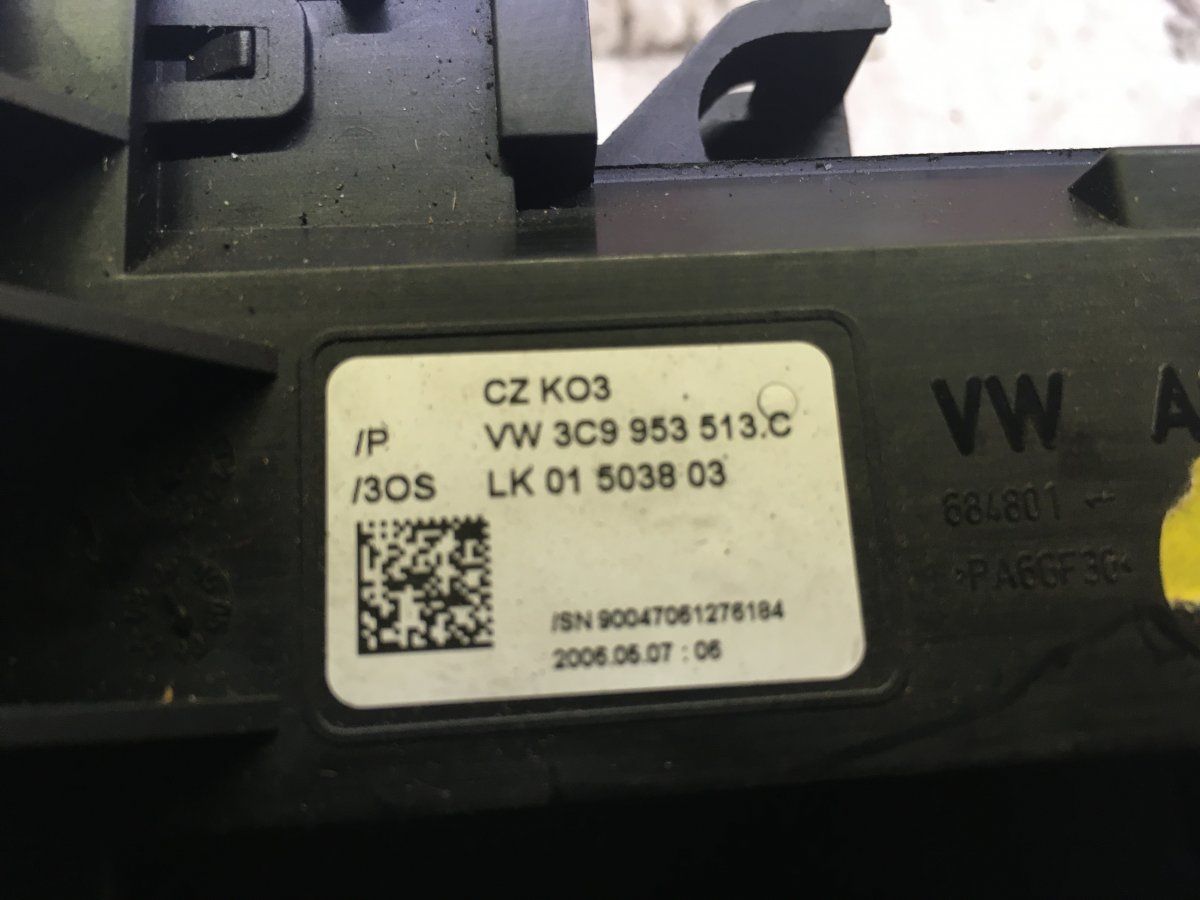 CZ KO3
/P VW 3C9 953 513.C
/3OS LK 01 5038 03
/SN 90047061276184
2006.06.07 : 06
VW A
684801
>PA6GF30<